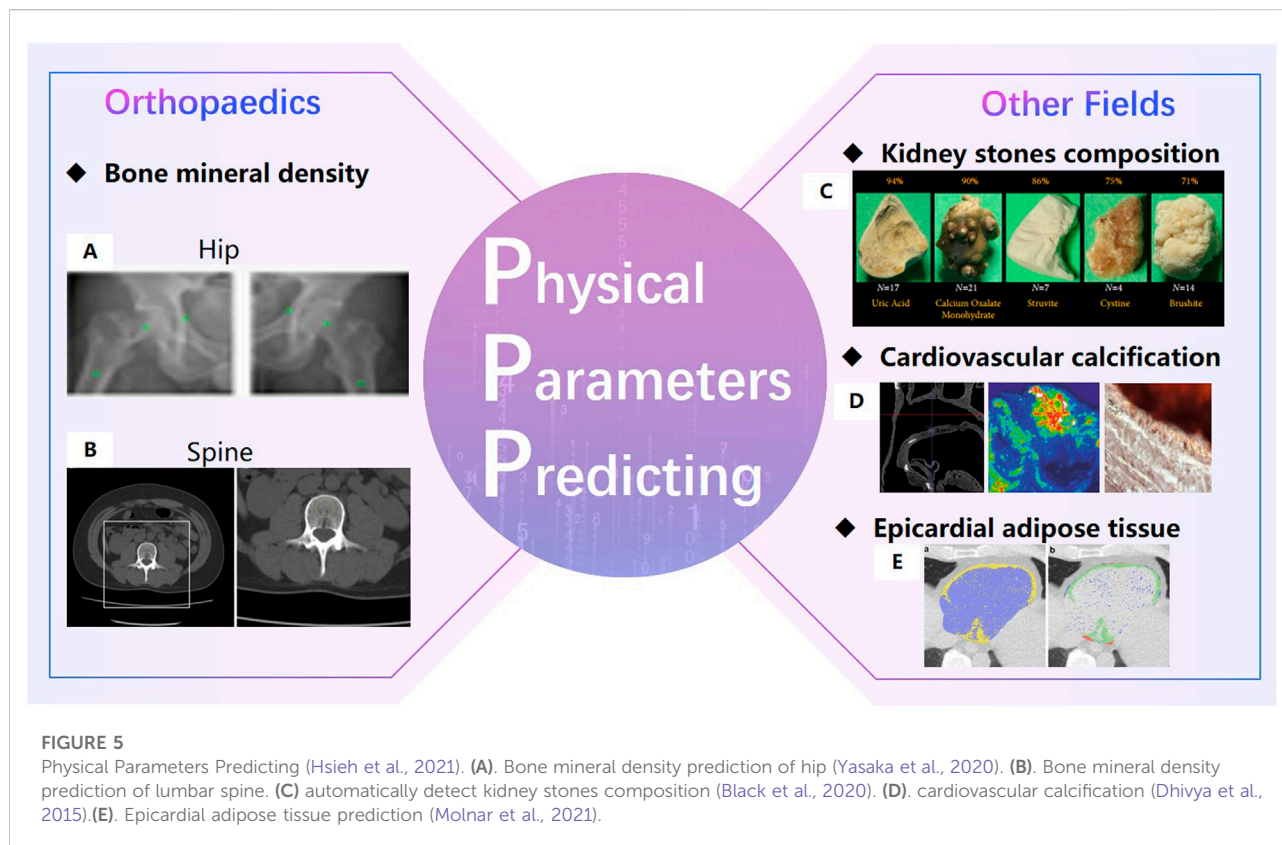 Orthopaedics
◆ Bone mineral density
A
Hip
B
Spine
Physical
Parameters
Predicting
Other Fields
◆ Kidney stones composition
C
94% 90% 86% 75% 71%
N=17 N=21 N=7 N=4 N=14
Uric Acid Calcium Oxalate Struvite Cystine Brushite
Monohydrate
◆ Cardiovascular calcification
D
◆ Epicardial adipose tissue
E
a b
FIGURE 5
Physical Parameters Predicting (Hsieh et al., 2021). (A). Bone mineral density prediction of hip (Yasaka et al., 2020). (B). Bone mineral density
prediction of lumbar spine. (C) automatically detect kidney stones composition (Black et al., 2020). (D). cardiovascular calcification (Dhivya et al.,
2015).(E). Epicardial adipose tissue prediction (Molnar et al., 2021).